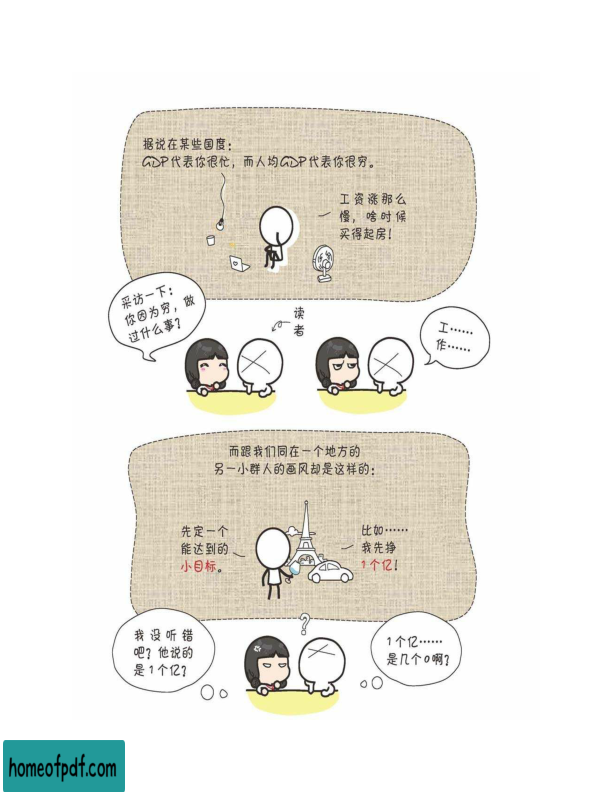 据说在某些国度：
GDP代表你很忙，而人均GDP代表你很穷。
工资涨那么
慢，啥时候
买得起房！
采访一下：
你因为穷，做
过什么事？
读
者
工……
作……
而跟我们同在一个地方的
另一小群人的画风却是这样的：
先定一个
能达到的
小目标。
比如……
我先挣
1个亿！
我没听错
吧？他说的
是1个亿？
?
1个亿……
是几个0啊？
homeofpdf.com